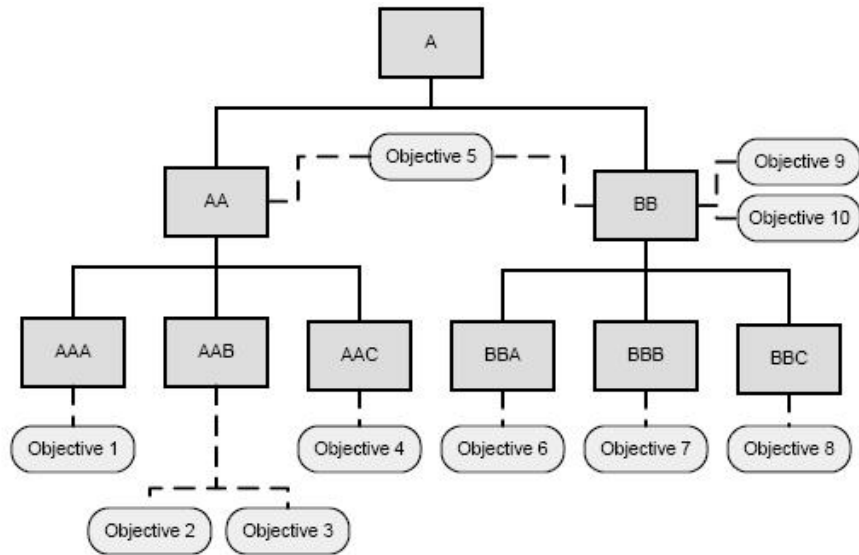 A
Objective 5
Objective 9
AA
BB
Objective 10
AAA
AAB
AAC
BBA
BBB
BBC
Objective 1
Objective 4
Objective 6
Objective 7
Objective 8
Objective 2
Objective 3